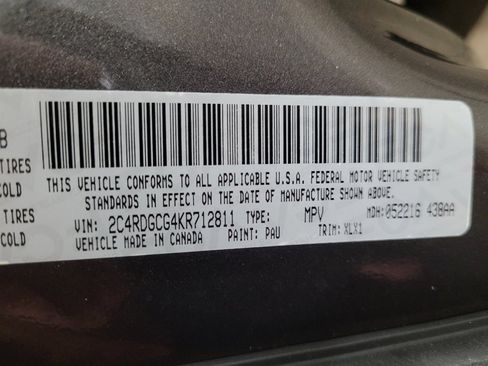 B
TIRES
COLD
TIRES
COLD
THIS VEHICLE CONFORMS TO ALL APPLICABLE U.S.A. FEDERAL MOTOR VEHICLE SAFETY
STANDARDS IN EFFECT ON THE DATE OF MANUFACTURE SHOWN ABOVE.
VIN: 2C4RDGCG4KR712811 TYPE: MPV MDH: 052216 438AA
VEHICLE MADE IN CANADA PAINT: PAU TRIM: XLX1